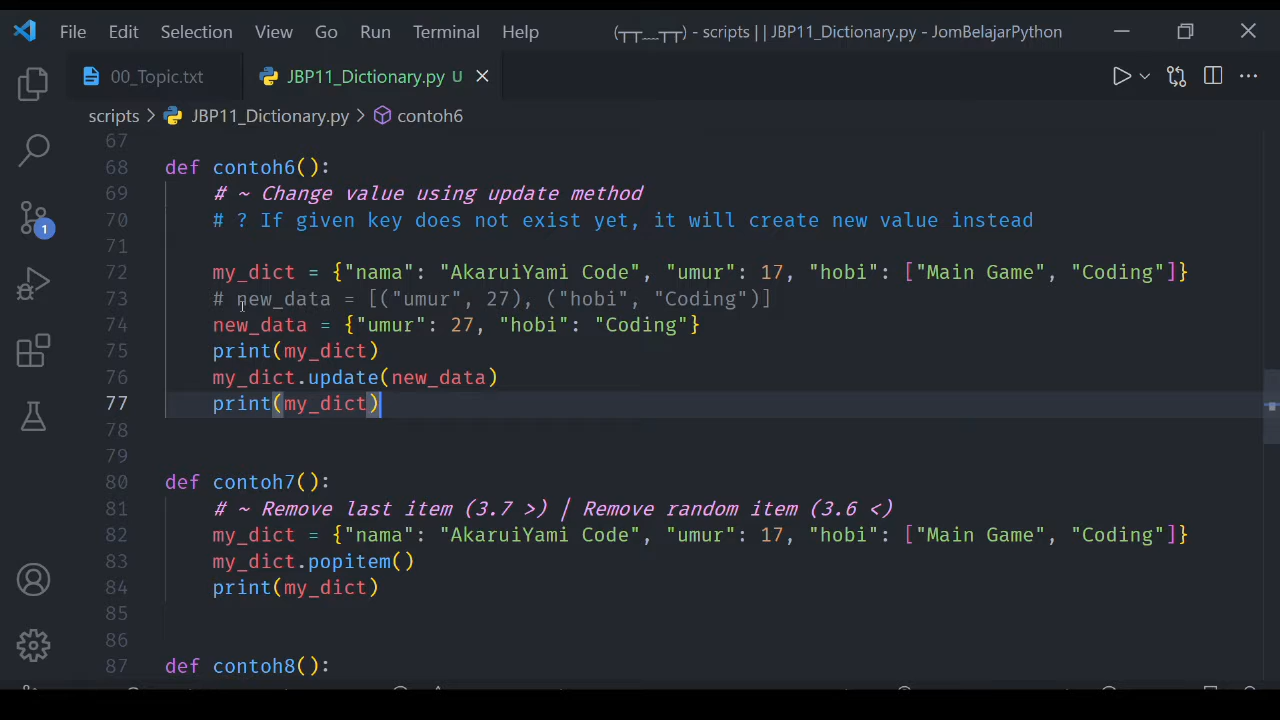 File Edit Selection View Go Run Terminal Help (┬┬﹏┬┬) - scripts | | JBP11_Dictionary.py - JomBelajarPython
00_Topic.txt JBP11_Dictionary.py U
scripts > JBP11_Dictionary.py > contoh6
67
68 def contoh6():
69 # ~ Change value using update method
70 # ? If given key does not exist yet, it will create new value instead
71
72 my_dict = {"nama": "AkaruiYami Code", "umur": 17, "hobi": ["Main Game", "Coding"]}
73 # new_data = [("umur", 27), ("hobi", "Coding")]
74 new_data = {"umur": 27, "hobi": "Coding"}
75 print(my_dict)
76 my_dict.update(new_data)
77 print(my_dict)
78
79
80 def contoh7():
81 # ~ Remove last item (3.7 >) | Remove random item (3.6 <)
82 my_dict = {"nama": "AkaruiYami Code", "umur": 17, "hobi": ["Main Game", "Coding"]}
83 my_dict.popitem()
84 print(my_dict)
85
86
87 def contoh8():
1